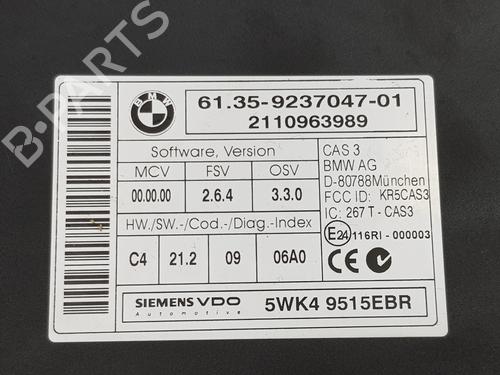 BMW
61.35-9237047-01
2110963989
Software, Version
MCV FSV OSV
00.00.00 2.6.4 3.3.0
HW./SW.-/Cod.-/Diag.-Index
C4 21.2 09 06A0
CAS 3
BMW AG
D-80788München
FCC ID: KR5CAS3
IC: 267 T - CAS3
E24 116RI - 000003
CE
SIEMENS VDO
Automotive
5WK4 9515EBR
B-PARTS